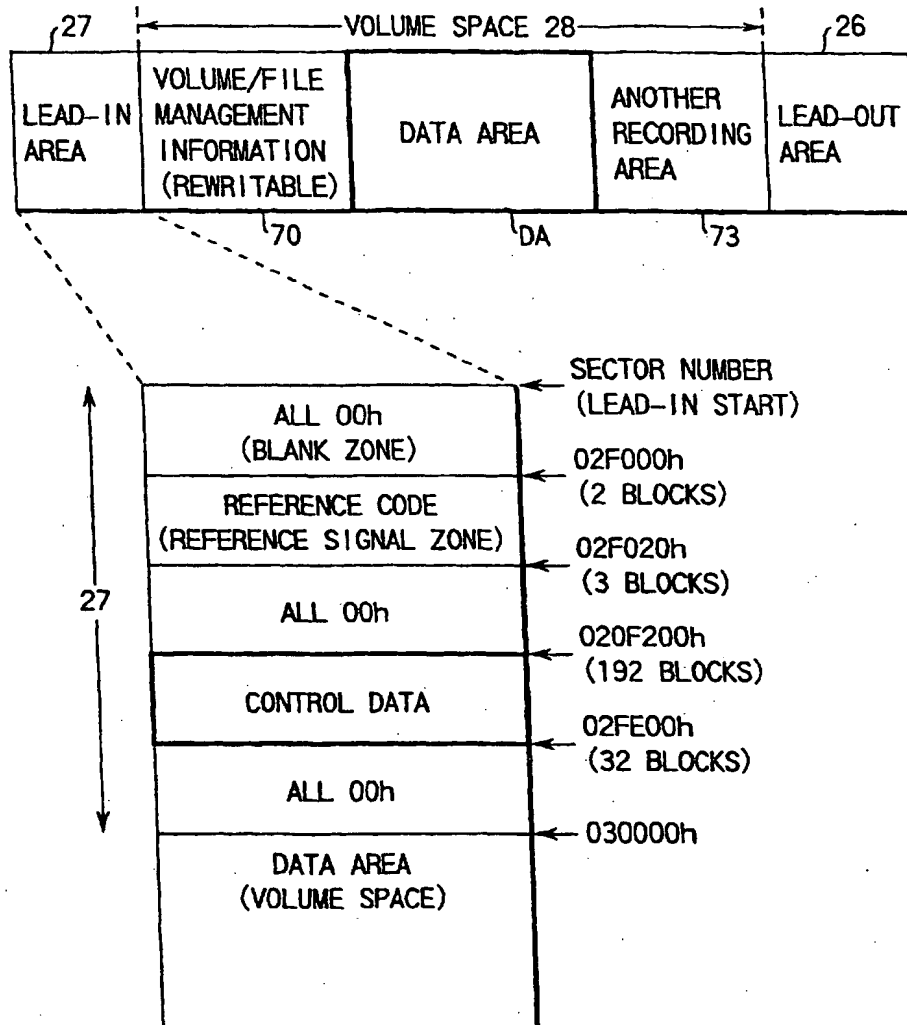 27
VOLUME SPACE 28
26
LEAD-IN
AREA
VOLUME/FILE
MANAGEMENT
INFORMATION
(REWRITABLE)
DATA AREA
ANOTHER
RECORDING
AREA
LEAD-OUT
AREA
70
DA
73
SECTOR NUMBER
(LEAD-IN START)
ALL 00h
(BLANK ZONE)
02F000h
(2 BLOCKS)
REFERENCE CODE
(REFERENCE SIGNAL ZONE)
02F020h
(3 BLOCKS)
27
ALL 00h
020F200h
(192 BLOCKS)
CONTROL DATA
02FE00h
(32 BLOCKS)
ALL 00h
030000h
DATA AREA
(VOLUME SPACE)